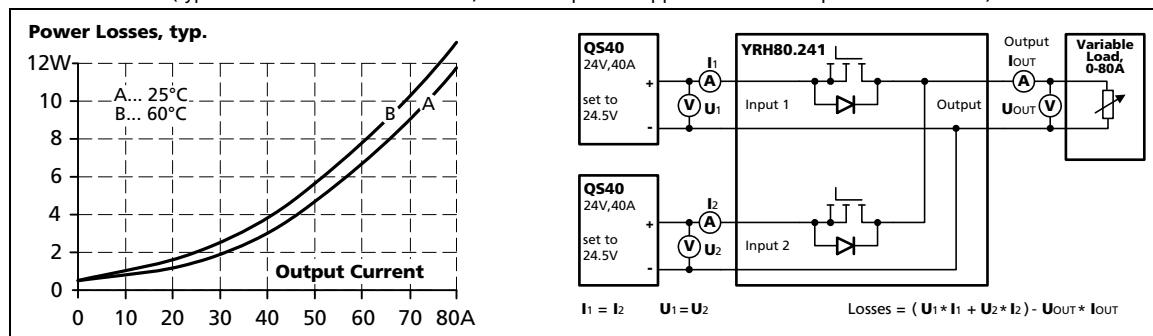 Power Losses, typ.
12W
10
8
6
4
2
0
A... 25°C
B... 60°C
B
A
Output Current
0 10 20 30 40 50 60 70 80A
QS40
24V,40A
set to
24.5V
+
-
I1
A
V
U1
YRH80.241
Input 1
Output
Output
IOUT
A
UOUT
V
Variable
Load,
0-80A
QS40
24V,40A
set to
24.5V
+
-
I2
A
V
U2
Input 2
I1 = I2 U1=U2 Losses = ( U1* I1 + U2* I2 ) - UOUT* IOUT